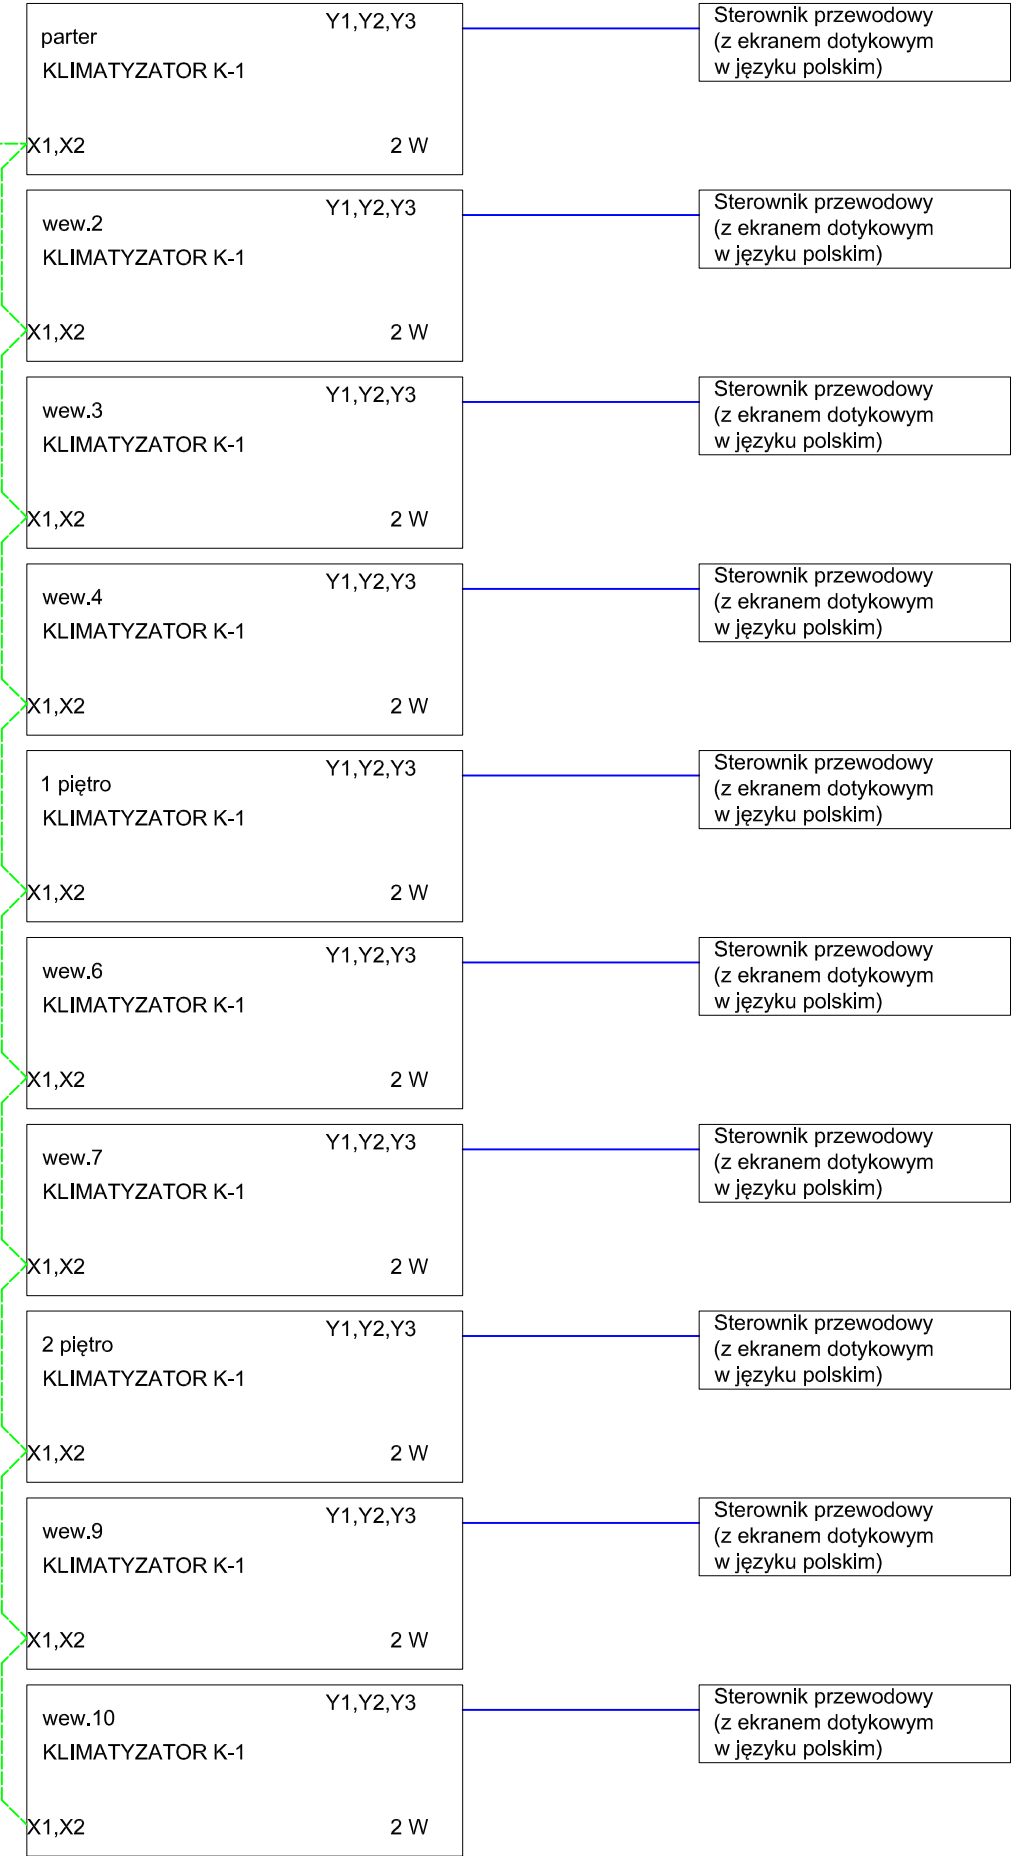 parter
Y1,Y2,Y3
KLIMATYZATOR K-1
X1,X2
2 W
Sterownik przewodowy
(z ekranem dotykowym
w języku polskim)
wew.2
Y1,Y2,Y3
KLIMATYZATOR K-1
X1,X2
2 W
Sterownik przewodowy
(z ekranem dotykowym
w języku polskim)
wew.3
Y1,Y2,Y3
KLIMATYZATOR K-1
X1,X2
2 W
Sterownik przewodowy
(z ekranem dotykowym
w języku polskim)
wew.4
Y1,Y2,Y3
KLIMATYZATOR K-1
X1,X2
2 W
Sterownik przewodowy
(z ekranem dotykowym
w języku polskim)
1 piętro
Y1,Y2,Y3
KLIMATYZATOR K-1
X1,X2
2 W
Sterownik przewodowy
(z ekranem dotykowym
w języku polskim)
wew.6
Y1,Y2,Y3
KLIMATYZATOR K-1
X1,X2
2 W
Sterownik przewodowy
(z ekranem dotykowym
w języku polskim)
wew.7
Y1,Y2,Y3
KLIMATYZATOR K-1
X1,X2
2 W
Sterownik przewodowy
(z ekranem dotykowym
w języku polskim)
2 piętro
Y1,Y2,Y3
KLIMATYZATOR K-1
X1,X2
2 W
Sterownik przewodowy
(z ekranem dotykowym
w języku polskim)
wew.9
Y1,Y2,Y3
KLIMATYZATOR K-1
X1,X2
2 W
Sterownik przewodowy
(z ekranem dotykowym
w języku polskim)
wew.10
Y1,Y2,Y3
KLIMATYZATOR K-1
X1,X2
2 W
Sterownik przewodowy
(z ekranem dotykowym
w języku polskim)